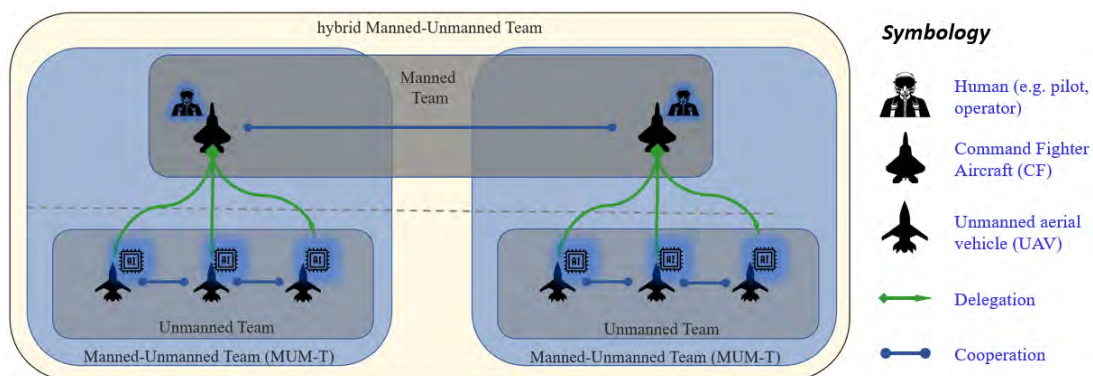 hybrid Manned-Unmanned Team
Manned
Team
AI
AI
AI
AI
AI
AI
Unmanned Team
Unmanned Team
Manned-Unmanned Team (MUM-T)
Manned-Unmanned Team (MUM-T)
Symbology
Human (e.g. pilot,
operator)
Command Fighter
Aircraft (CF)
Unmanned aerial
vehicle (UAV)
Delegation
Cooperation